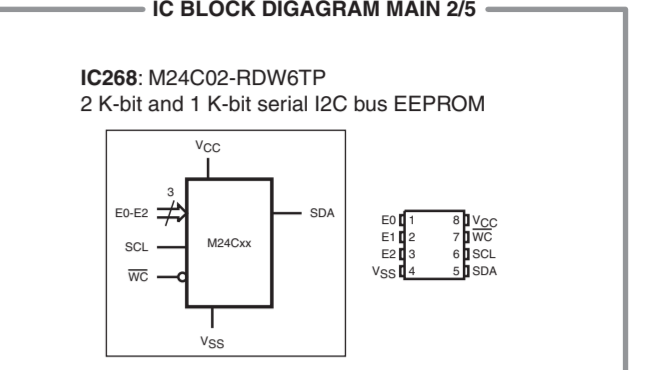 IC BLOCK DIGAGRAM MAIN 2/5
IC268: M24C02-RDW6TP
2 K-bit and 1 K-bit serial I2C bus EEPROM
VCC
3
E0-E2
SDA
SCL
M24Cxx
WC
VSS
E0 1 8 VCC
E1 2 7 WC
E2 3 6 SCL
VSS 4 5 SDA